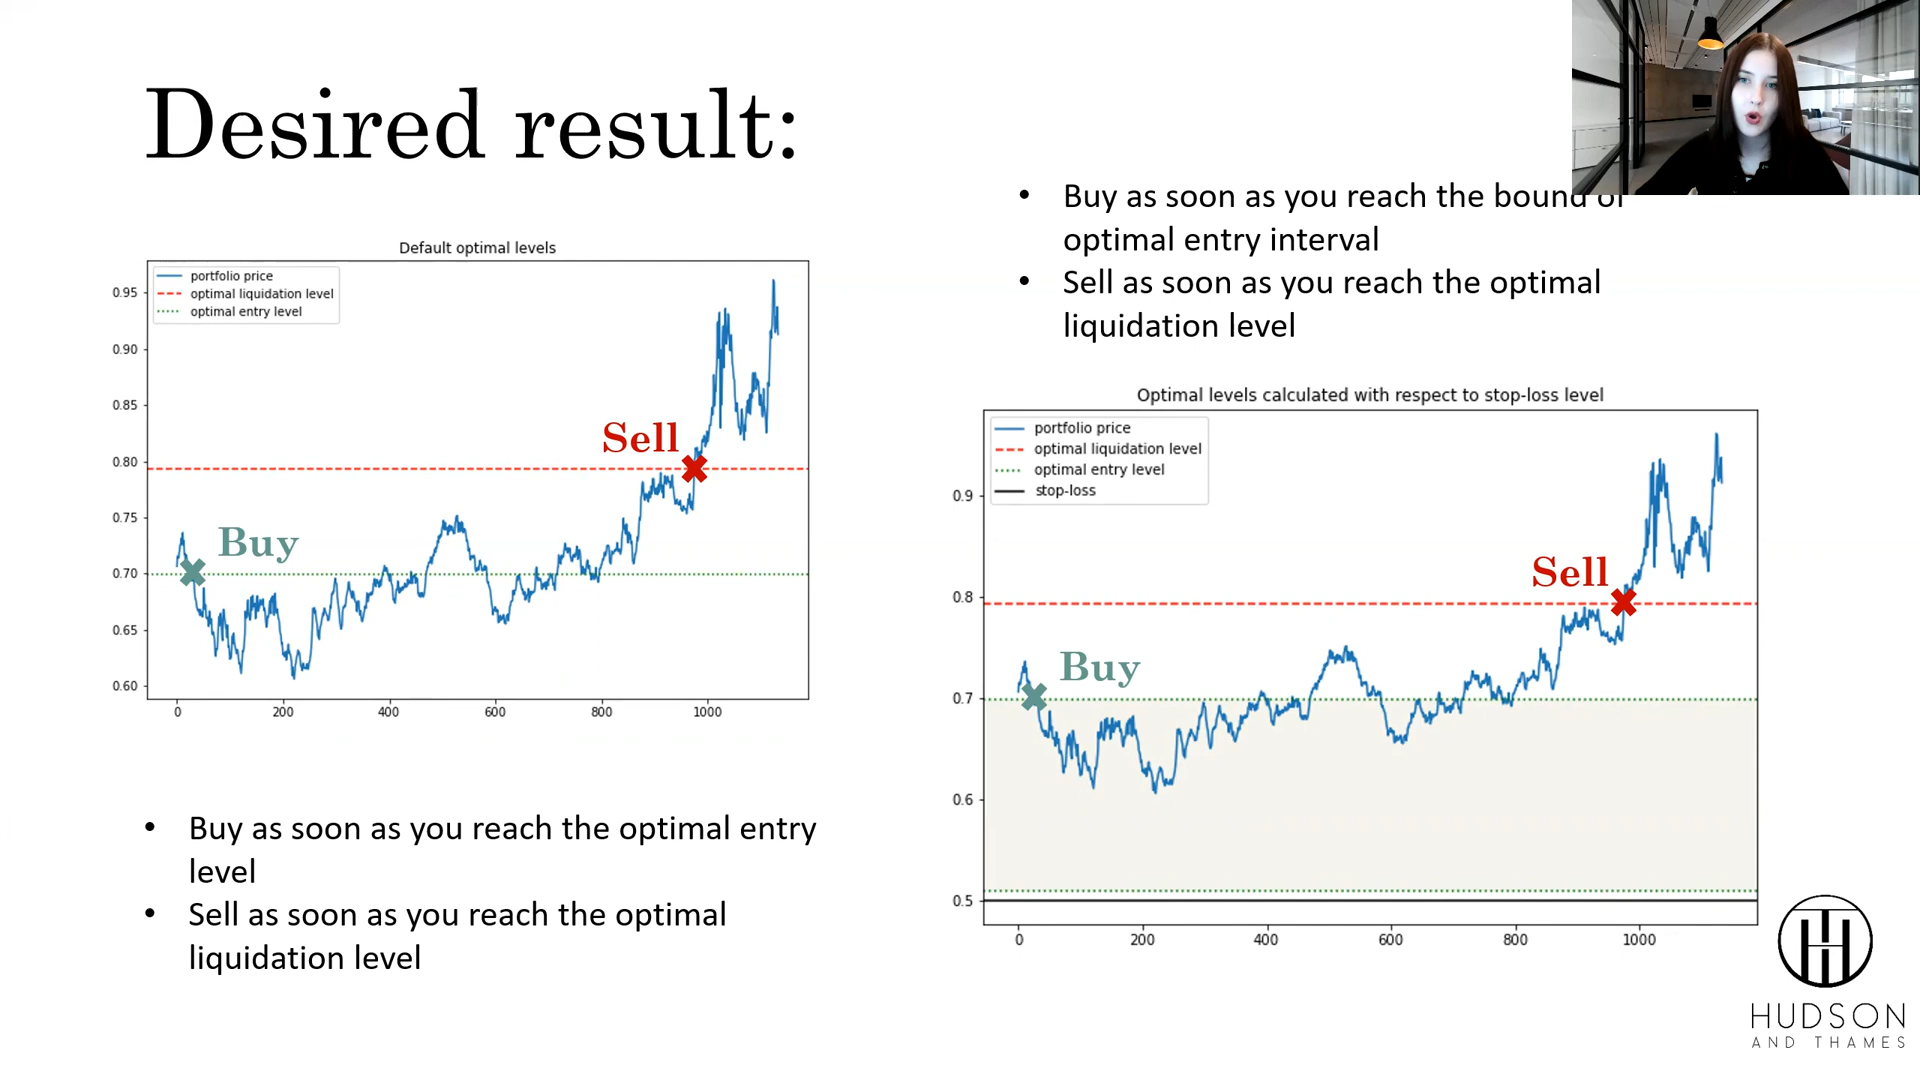 Desired result:
Default optimal levels
portfolio price
optimal liquidation level
optimal entry level
0.95
0.90
0.85
0.80
0.75
0.70
0.65
0.60
0
200
400
600
800
1000
Sell
Buy
• Buy as soon as you reach the optimal entry
level
• Sell as soon as you reach the optimal
liquidation level
• Buy as soon as you reach the bound of
optimal entry interval
• Sell as soon as you reach the optimal
liquidation level
Optimal levels calculated with respect to stop-loss level
portfolio price
optimal liquidation level
optimal entry level
stop-loss
0.9
0.8
0.7
0.6
0.5
0
200
400
600
800
1000
Sell
Buy
HUDSON
AND THAMES